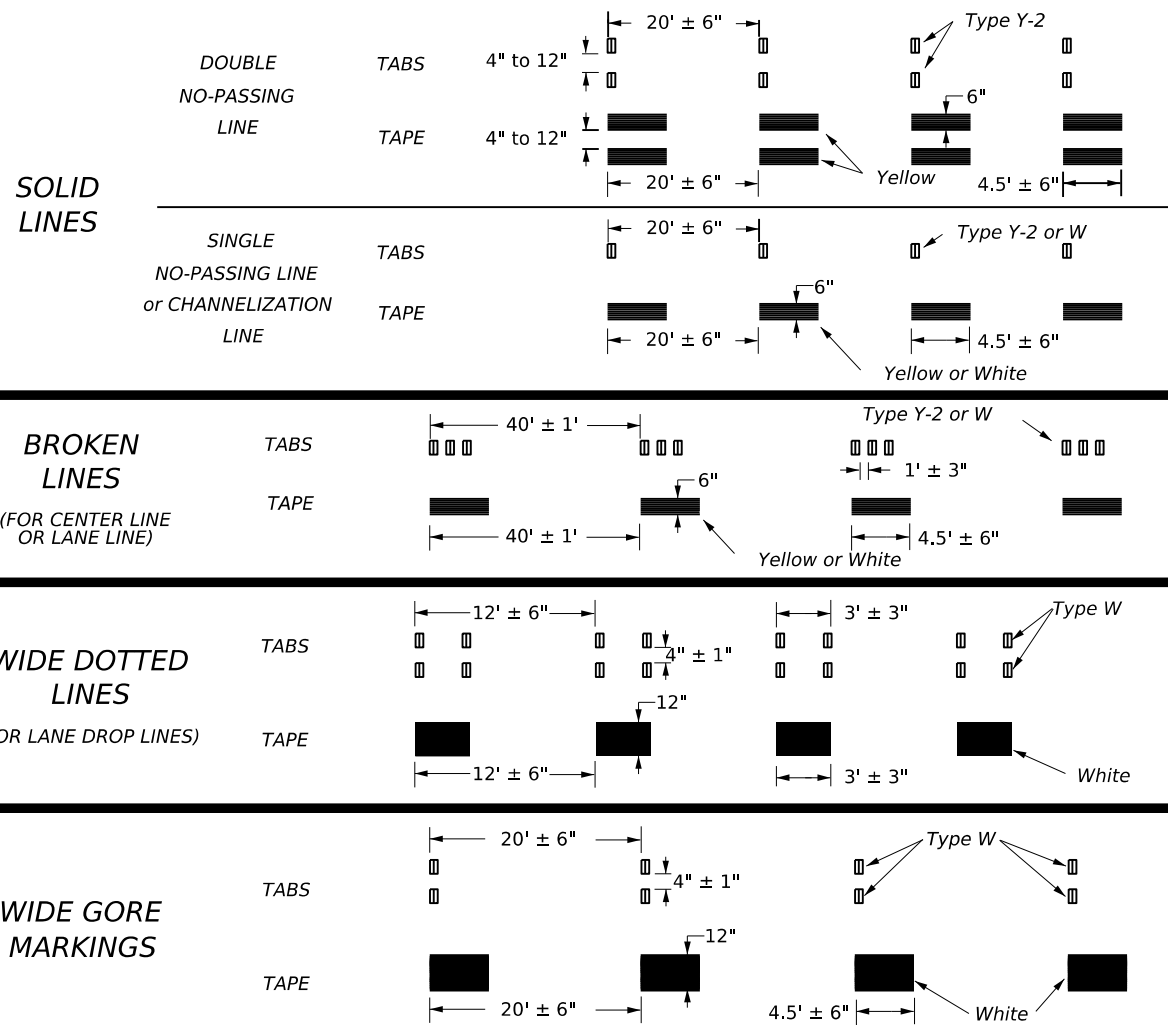 SOLID
LINES
DOUBLE
NO-PASSING
LINE
TABS
20' ± 6"
Type Y-2
4" to 12"
TAPE
4" to 12"
6"
Yellow
20' ± 6"
4.5' ± 6"
SINGLE
NO-PASSING LINE
or CHANNELIZATION
LINE
TABS
20' ± 6"
Type Y-2 or W
TAPE
6"
20' ± 6"
4.5' ± 6"
Yellow or White
BROKEN
LINES
(FOR CENTER LINE
OR LANE LINE)
TABS
40' ± 1'
Type Y-2 or W
1' ± 3"
TAPE
6"
40' ± 1'
4.5' ± 6"
Yellow or White
WIDE DOTTED
LINES
OR LANE DROP LINES)
TABS
12' ± 6"
3' ± 3"
Type W
4" ± 1"
TAPE
12"
12' ± 6"
3' ± 3"
White
WIDE GORE
MARKINGS
TABS
20' ± 6"
Type W
4" ± 1"
TAPE
12"
20' ± 6"
4.5' ± 6"
White